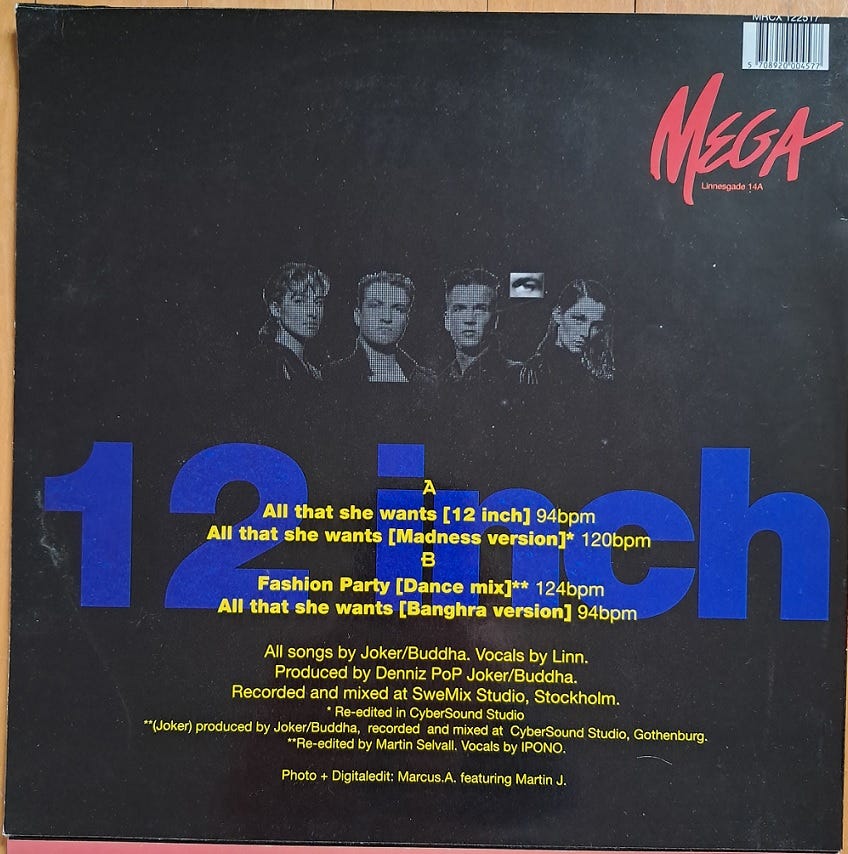 MRCX 122517
5 708920 004577
MEGA
Linnesgade 14A
12 inch
A
All that she wants [12 inch] 94bpm
All that she wants [Madness version]* 120bpm
B
Fashion Party [Dance mix]** 124bpm
All that she wants [Banghra version] 94bpm
All songs by Joker/Buddha. Vocals by Linn.
Produced by Denniz PoP Joker/Buddha.
Recorded and mixed at SweMix Studio, Stockholm.
* Re-edited in CyberSound Studio
**(Joker) produced by Joker/Buddha, recorded and mixed at CyberSound Studio, Gothenburg.
**Re-edited by Martin Selvall. Vocals by IPONO.
Photo + Digitaledit: Marcus.A. featuring Martin J.